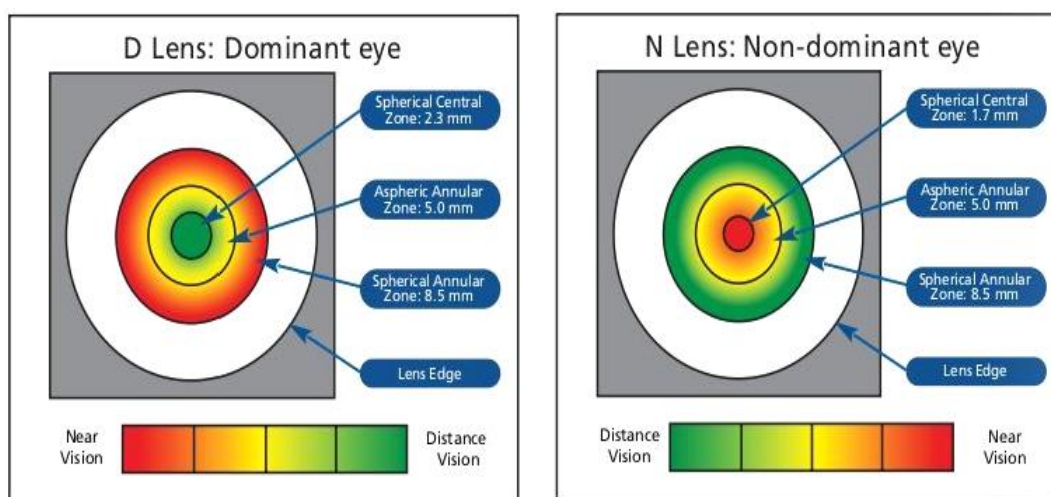 D Lens: Dominant eye
Spherical Central
Zone: 2.3 mm
Aspheric Annular
Zone: 5.0 mm
Spherical Annular
Zone: 8.5 mm
Lens Edge
Near
Vision
Distance
Vision
N Lens: Non-dominant eye
Spherical Central
Zone: 1.7 mm
Aspheric Annular
Zone: 5.0 mm
Spherical Annular
Zone: 8.5 mm
Lens Edge
Distance
Vision
Near
Vision